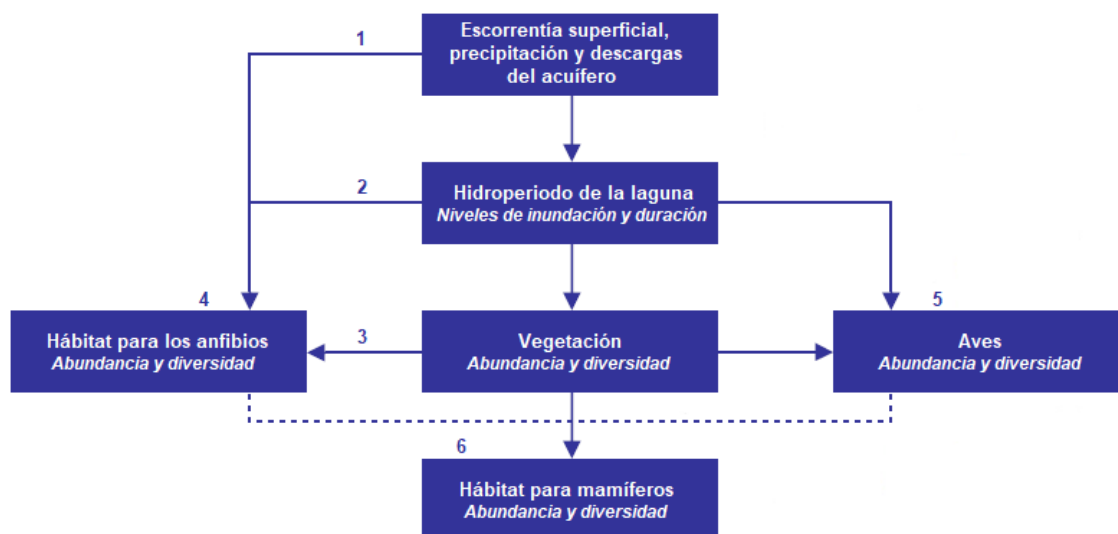 1
Escorrentía superficial,
precipitación y descargas
del acuífero
2
Hidroperiodo de la laguna
Niveles de inundación y duración
4
Hábitat para los anfibios
Abundancia y diversidad
3
Vegetación
Abundancia y diversidad
5
Aves
Abundancia y diversidad
6
Hábitat para mamíferos
Abundancia y diversidad